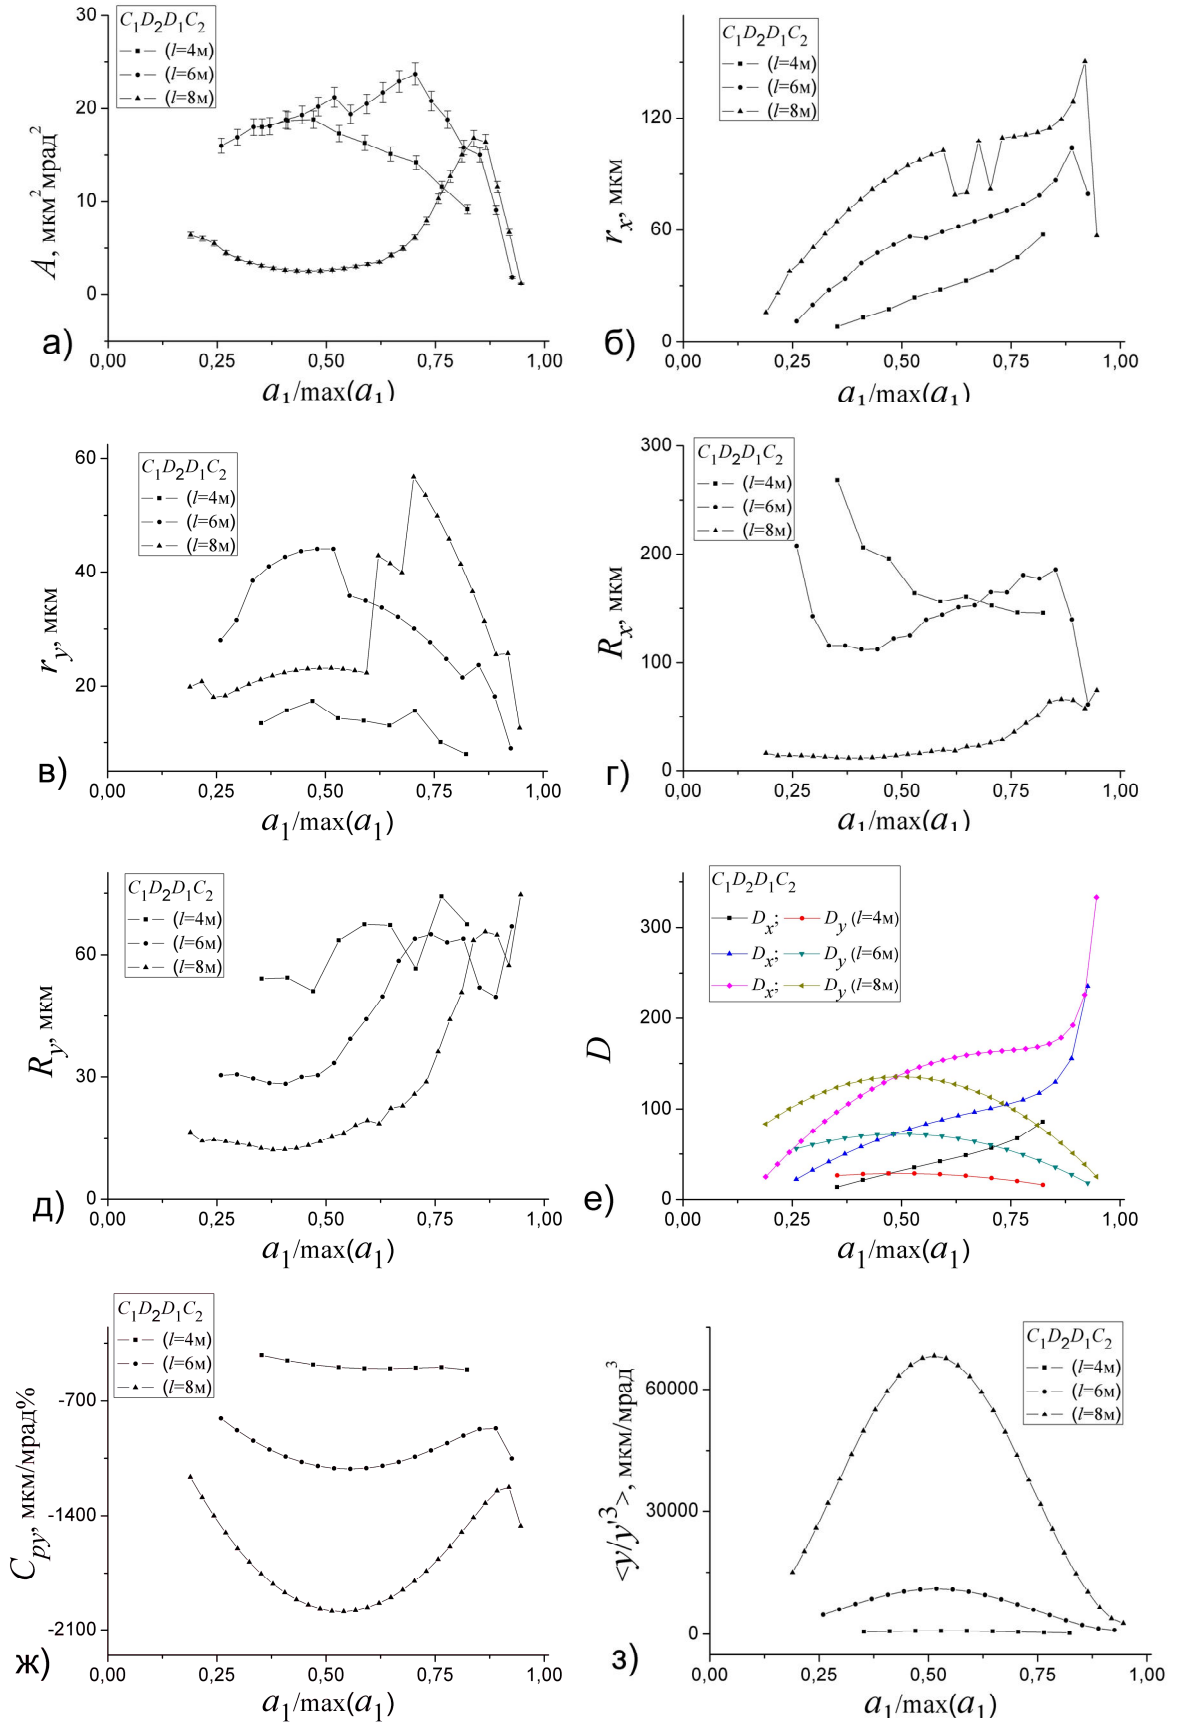 30
20
10
0
A, мкм² мрад²
C₁D₂D₁C₂
(l=4м)
(l=6м)
(l=8м)
а)
0,00 0,25 0,50 0,75 1,00
a₁/max(a₁)
120
60
0
rₓ, мкм
C₁D₂D₁C₂
(l=4м)
(l=6м)
(l=8м)
б)
0,00 0,25 0,50 0,75 1,00
a₁/max(a₁)
60
40
20
r_y, мкм
C₁D₂D₁C₂
(l=4м)
(l=6м)
(l=8м)
в)
0,00 0,25 0,50 0,75 1,00
a₁/max(a₁)
300
200
100
0
Rₓ, мкм
C₁D₂D₁C₂
(l=4м)
(l=6м)
(l=8м)
г)
0,00 0,25 0,50 0,75 1,00
a₁/max(a₁)
60
30
0
R_y, мкм
C₁D₂D₁C₂
(l=4м)
(l=6м)
(l=8м)
д)
0,00 0,25 0,50 0,75 1,00
a₁/max(a₁)
300
200
100
0
D
C₁D₂D₁C₂
Dₓ; D_y (l=4м)
Dₓ; D_y (l=6м)
Dₓ; D_y (l=8м)
е)
0,00 0,25 0,50 0,75 1,00
a₁/max(a₁)
-700
-1400
-2100
C_py, мкм/мрад%
C₁D₂D₁C₂
(l=4м)
(l=6м)
(l=8м)
ж)
0,00 0,25 0,50 0,75 1,00
a₁/max(a₁)
60000
30000
0
<y/y'³>, мкм/мрад³
C₁D₂D₁C₂
(l=4м)
(l=6м)
(l=8м)
з)
0,00 0,25 0,50 0,75 1,00
a₁/max(a₁)